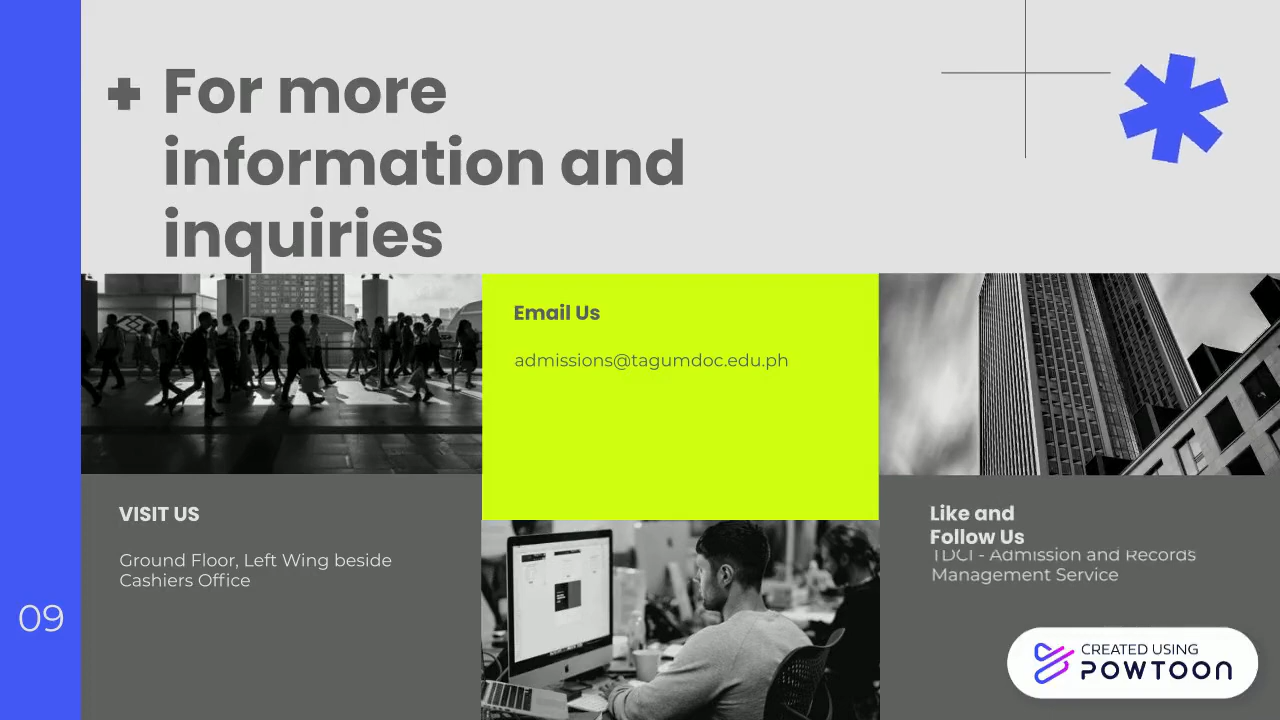 + For more
information and
inquiries
Email Us
admissions@tagumdoc.edu.ph
VISIT US
Ground Floor, Left Wing beside
Cashiers Office
Like and
Follow Us
TDCI - Admission and Records
Management Service
09
CREATED USING
POWTOON